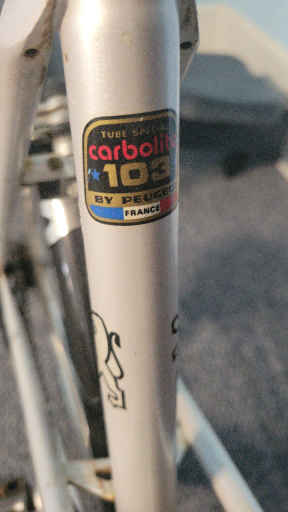 TUBE SPECIAL
carbolite
103
BY PEUGEOT
FRANCE